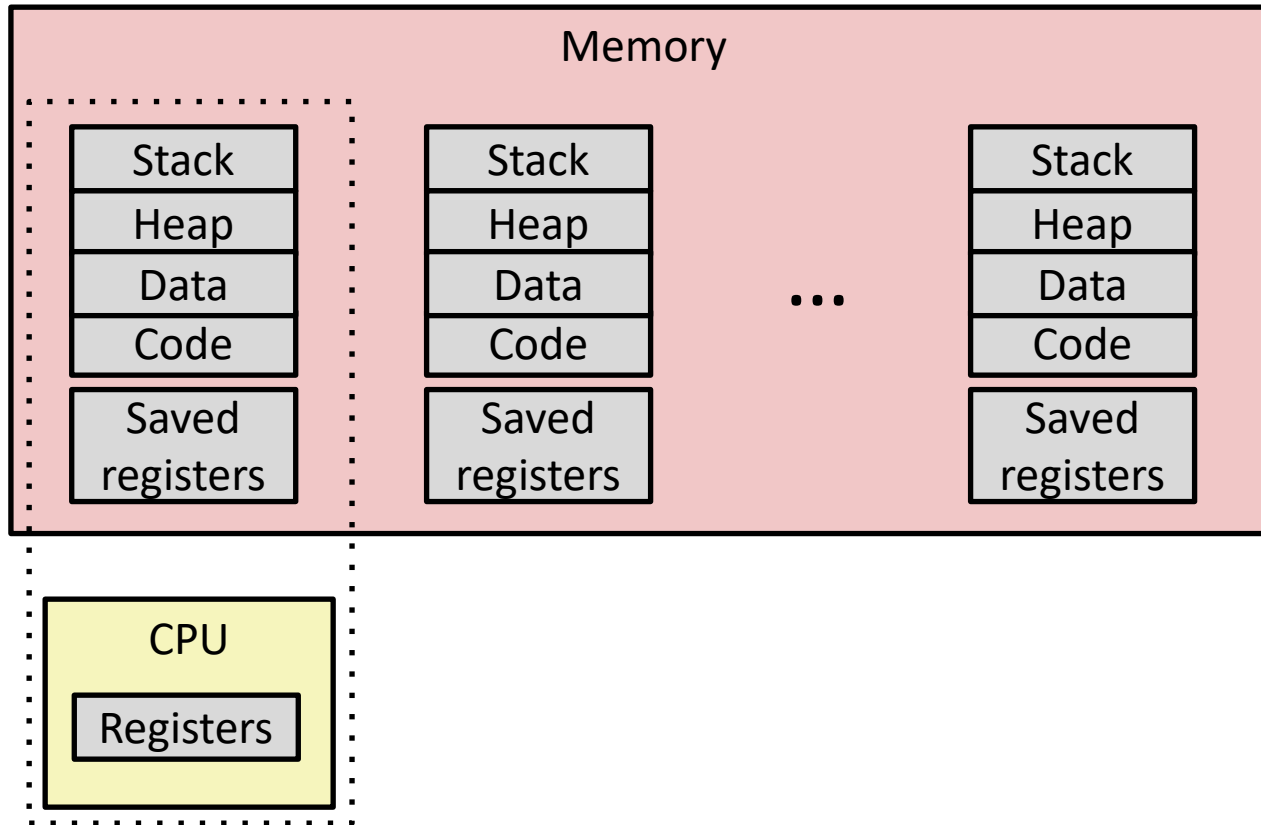 Memory
Stack
Heap
Data
Code
Saved
registers
Stack
Heap
Data
Code
Saved
registers
...
Stack
Heap
Data
Code
Saved
registers
CPU
Registers